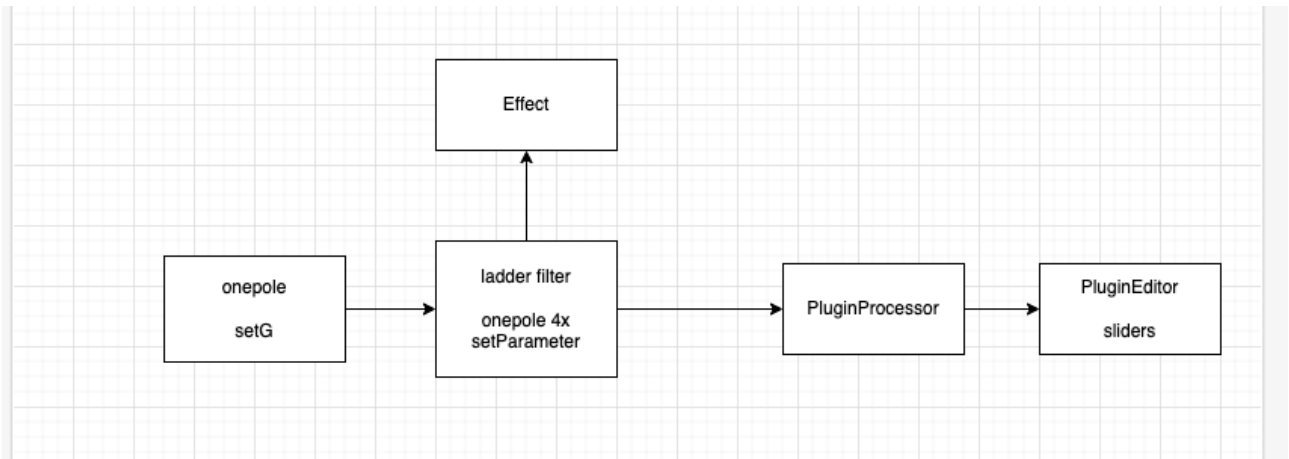 Effect
onepole
setG
ladder filter
onepole 4x
setParameter
PluginProcessor
PluginEditor
sliders